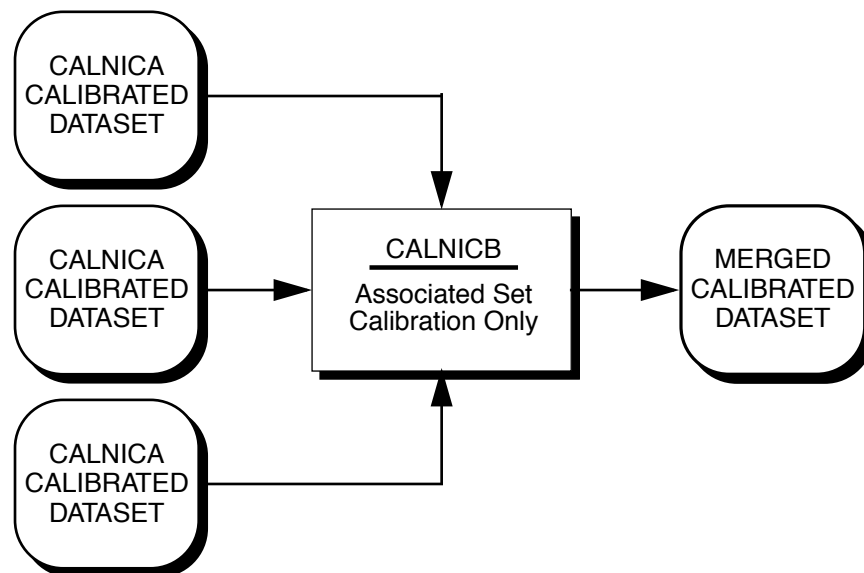 CALNICA
CALIBRATED
DATASET
CALNICA
CALIBRATED
DATASET
CALNICA
CALIBRATED
DATASET
CALNICB
Associated Set
Calibration Only
MERGED
CALIBRATED
DATASET